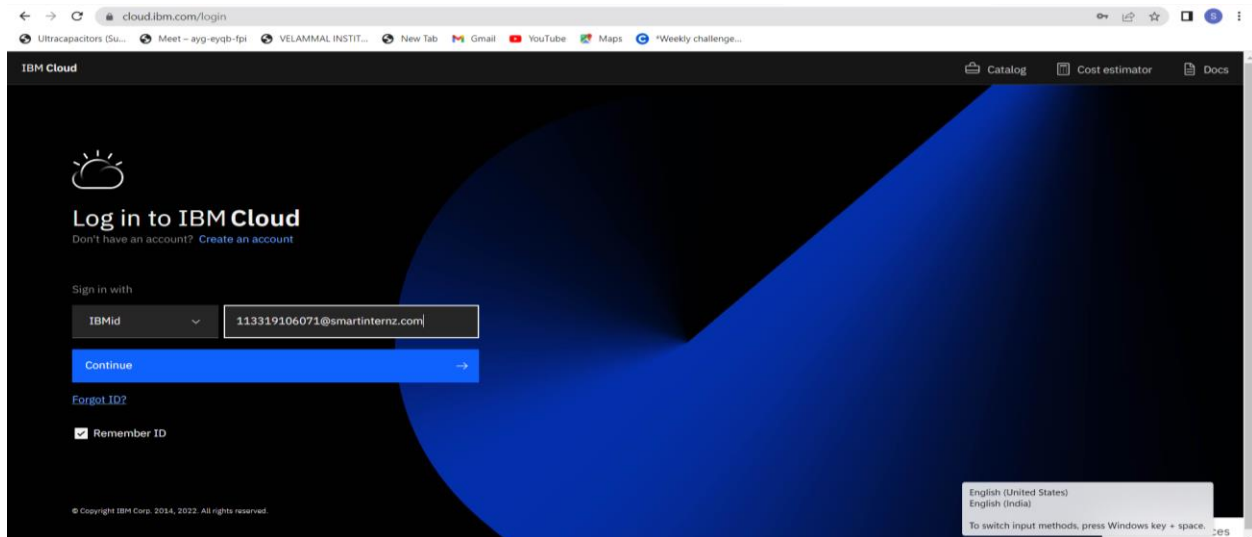 cloud.ibm.com/login
Ultracapacitors (Su... Meet – ayg-eyqb-fpi VELAMMAL INSTIT... New Tab Gmail YouTube Maps *Weekly challenge...
IBM Cloud Catalog Cost estimator Docs
Log in to IBM Cloud
Don't have an account? Create an account
Sign in with
IBMid 113319106071@smartinternz.com
Continue
Forgot ID?
Remember ID
© Copyright IBM Corp. 2014, 2022. All rights reserved.
English (United States)
English (India)
To switch input methods, press Windows key + space.